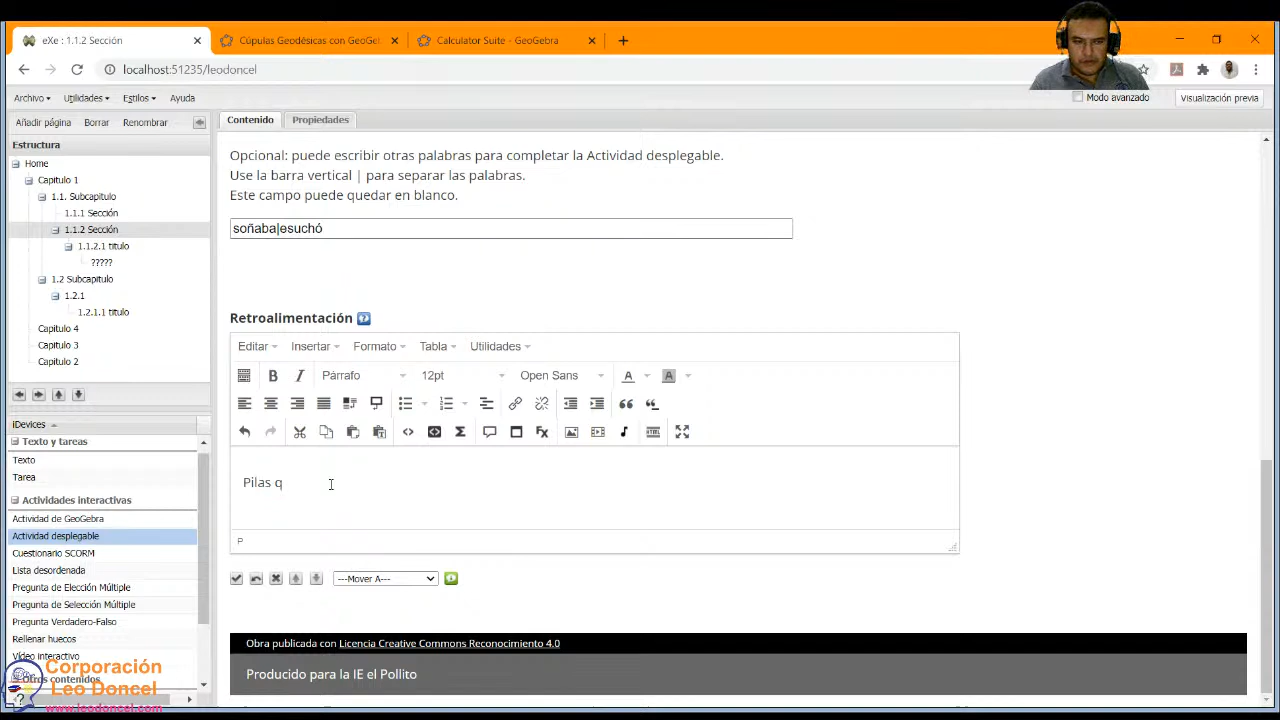 eXe : 1.1.2 Sección
Cúpulas Geodésicas con GeoGe
Calculator Suite - GeoGebra
localhost:51235/leodoncel
Archivo
Utilidades
Estilos
Ayuda
Modo avanzado
Visualización previa
Añadir página
Borrar
Renombrar
Estructura
Home
Capitulo 1
1.1. Subcapitulo
1.1.1 Sección
1.1.2 Sección
1.1.2.1 titulo
?????
1.2 Subcapitulo
1.2.1
1.2.1.1 titulo
Capitulo 4
Capitulo 3
Capitulo 2
iDevices
Texto y tareas
Texto
Tarea
Actividades interactivas
Actividad de GeoGebra
Actividad desplegable
Cuestionario SCORM
Lista desordenada
Pregunta de Elección Múltiple
Pregunta de Selección Múltiple
Pregunta Verdadero-Falso
Rellenar huecos
Vídeo interactivo
Otros contenidos
Corporación
Leo Doncel
www.leodoncel.com
Contenido
Propiedades
Opcional: puede escribir otras palabras para completar la Actividad desplegable.
Use la barra vertical | para separar las palabras.
Este campo puede quedar en blanco.
soñaba|esuchó
Retroalimentación
Editar
Insertar
Formato
Tabla
Utilidades
Párrafo
12pt
Open Sans
Pilas q
P
---Mover A---
Obra publicada con Licencia Creative Commons Reconocimiento 4.0
Producido para la IE el Pollito